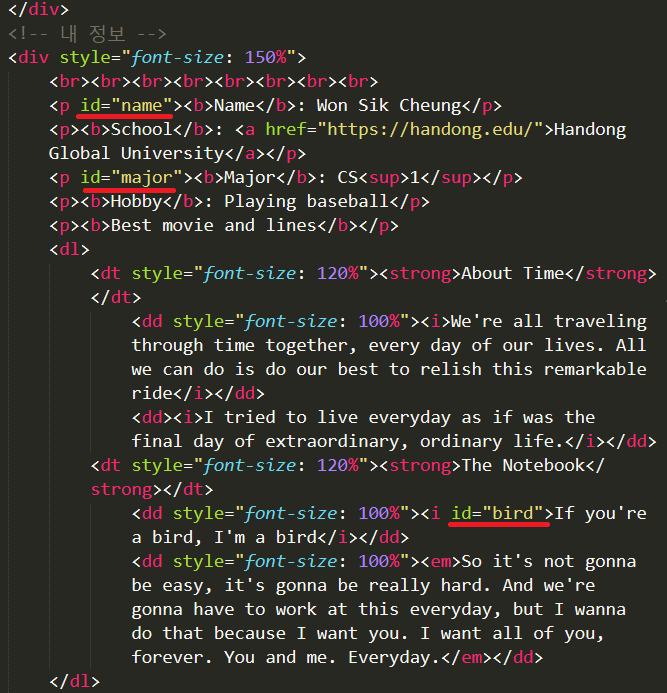 </div>
<!-- 내 정보 -->
<div style="font-size: 150%">
<br><br><br><br><br><br><br><br>
<p id="name"><b>Name</b>: Won Sik Cheung</p>
<p><b>School</b>: <a href="https://handong.edu/">Handong
Global University</a></p>
<p id="major"><b>Major</b>: CS<sup>1</sup></p>
<p><b>Hobby</b>: Playing baseball</p>
<p><b>Best movie and lines</b></p>
<dl>
<dt style="font-size: 120%"><strong>About Time</strong>
</dt>
<dd style="font-size: 100%"><i>We're all traveling
through time together, every day of our lives. All
we can do is do our best to relish this remarkable
ride</i></dd>
<dd><i>I tried to live everyday as if was the
final day of extraordinary, ordinary life.</i></dd>
<dt style="font-size: 120%"><strong>The Notebook</
strong></dt>
<dd style="font-size: 100%"><i id="bird">If you're
a bird, I'm a bird</i></dd>
<dd style="font-size: 100%"><em>So it's not gonna
be easy, it's gonna be really hard. And we're
gonna have to work at this everyday, but I wanna
do that because I want you. I want all of you,
forever. You and me. Everyday.</em></dd>
</dl>